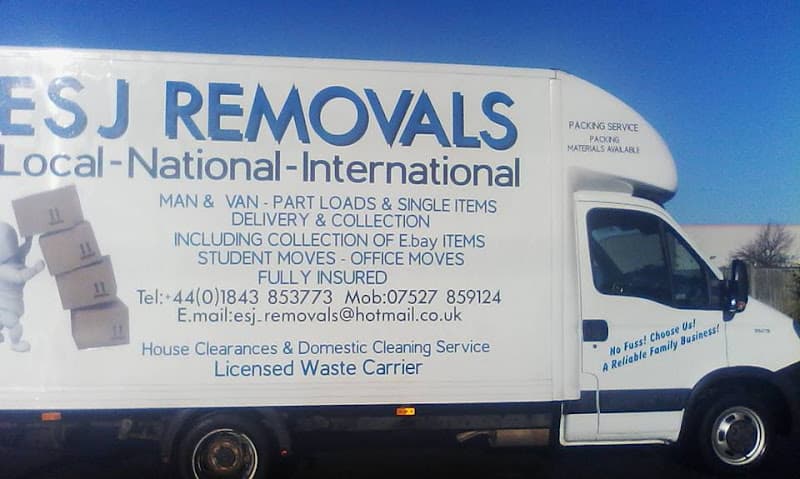 ESJ REMOVALS
Local-National-International
MAN & VAN - PART LOADS & SINGLE ITEMS
DELIVERY & COLLECTION
INCLUDING COLLECTION OF E.bay ITEMS
STUDENT MOVES - OFFICE MOVES
FULLY INSURED
Tel:+44(0)1843 853773 Mob:07527 859124
E.mail:esj_removals@hotmail.co.uk
House Clearances & Domestic Cleaning Service
Licensed Waste Carrier
PACKING SERVICE
PACKING
MATERIALS AVAILABLE
No Fuss! Choose Us!
A Reliable Family Business!